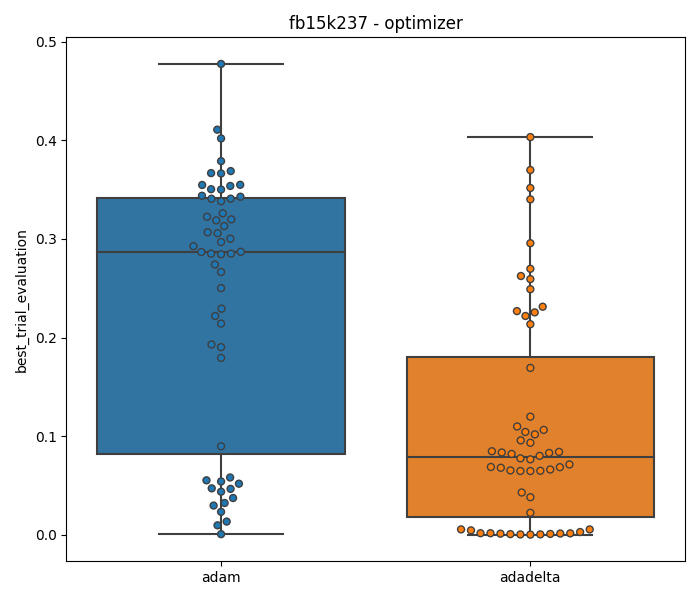 fb15k237 - optimizer
best_trial_evaluation
0.5
0.4
0.3
0.2
0.1
0.0
adam
adadelta